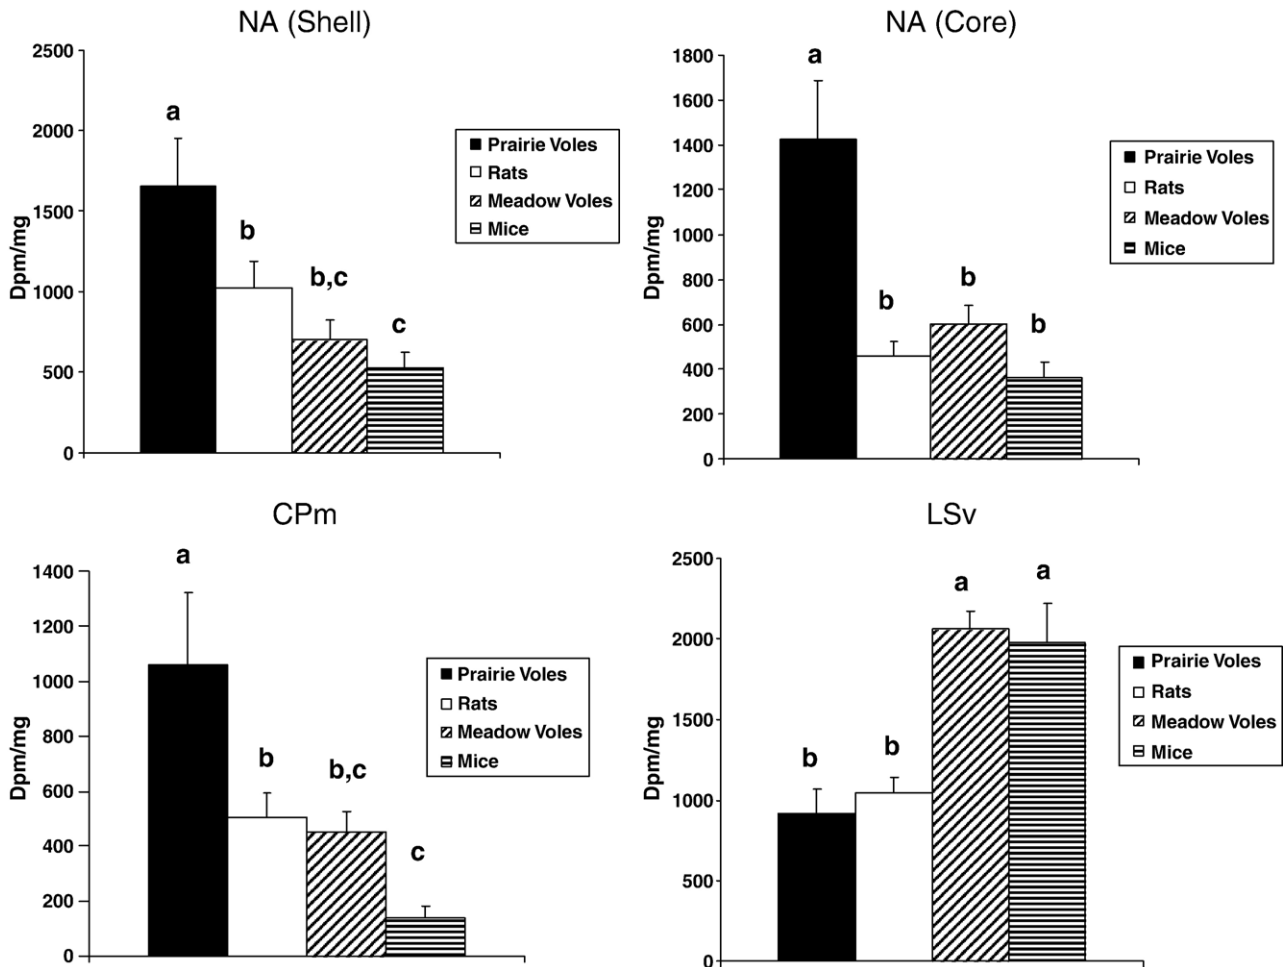 NA (Shell)
2500
2000
1500
1000
500
0
Dpm/mg
a
b
b,c
c
Prairie Voles
Rats
Meadow Voles
Mice
NA (Core)
1800
1600
1400
1200
1800
1000
800
600
400
200
0
Dpm/mg
a
b
b
b
Prairie Voles
Rats
Meadow Voles
Mice
CPm
1400
1200
1000
800
600
400
200
0
Dpm/mg
a
b
b,c
c
Prairie Voles
Rats
Meadow Voles
Mice
LSv
2500
2000
1500
1000
500
0
Dpm/mg
b
b
a
a
Prairie Voles
Rats
Meadow Voles
Mice